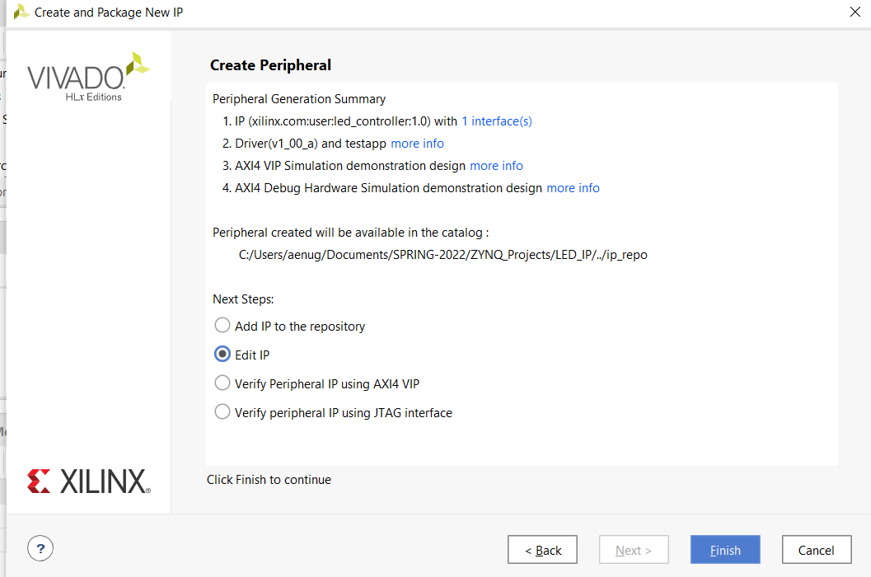 Create and Package New IP
VIVADO
HLx Editions
Create Peripheral
Peripheral Generation Summary
1. IP (xilinx.com:user:led_controller:1.0) with 1 interface(s)
2. Driver(v1_00_a) and testapp more info
3. AXI4 VIP Simulation demonstration design more info
4. AXI4 Debug Hardware Simulation demonstration design more info
Peripheral created will be available in the catalog :
C:/Users/aenug/Documents/SPRING-2022/ZYNQ_Projects/LED_IP/../ip_repo
Next Steps:
Add IP to the repository
Edit IP
Verify Peripheral IP using AXI4 VIP
Verify peripheral IP using JTAG interface
XILINX®
Click Finish to continue
?
< Back
Next >
Finish
Cancel